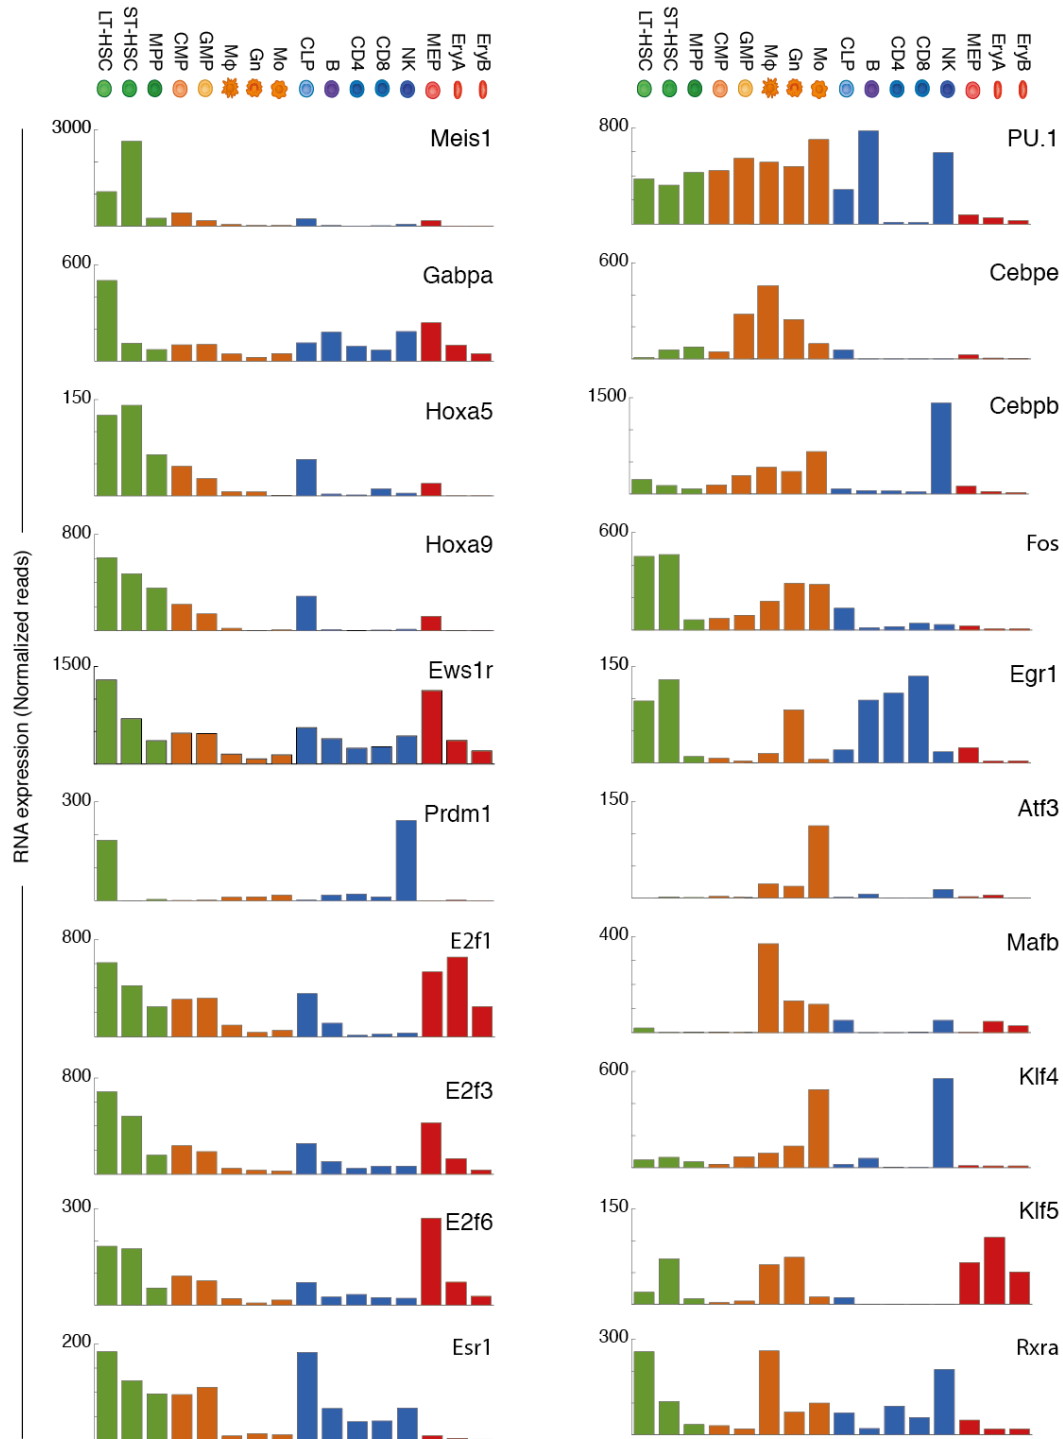 LT-HSC ST-HSC MPP CMP GMP Mφ Gn Mo CLP B CD4 CD8 NK MEP EryA EryB
LT-HSC ST-HSC MPP CMP GMP Mφ Gn Mo CLP B CD4 CD8 NK MEP EryA EryB
RNA expression (Normalized reads)
3000 Meis1
600 Gabpa
150 Hoxa5
800 Hoxa9
1500 Ews1r
300 Prdm1
800 E2f1
800 E2f3
300 E2f6
200 Esr1
800 PU.1
600 Cebpe
1500 Cebpb
600 Fos
150 Egr1
150 Atf3
400 Mafb
600 Klf4
150 Klf5
300 Rxra